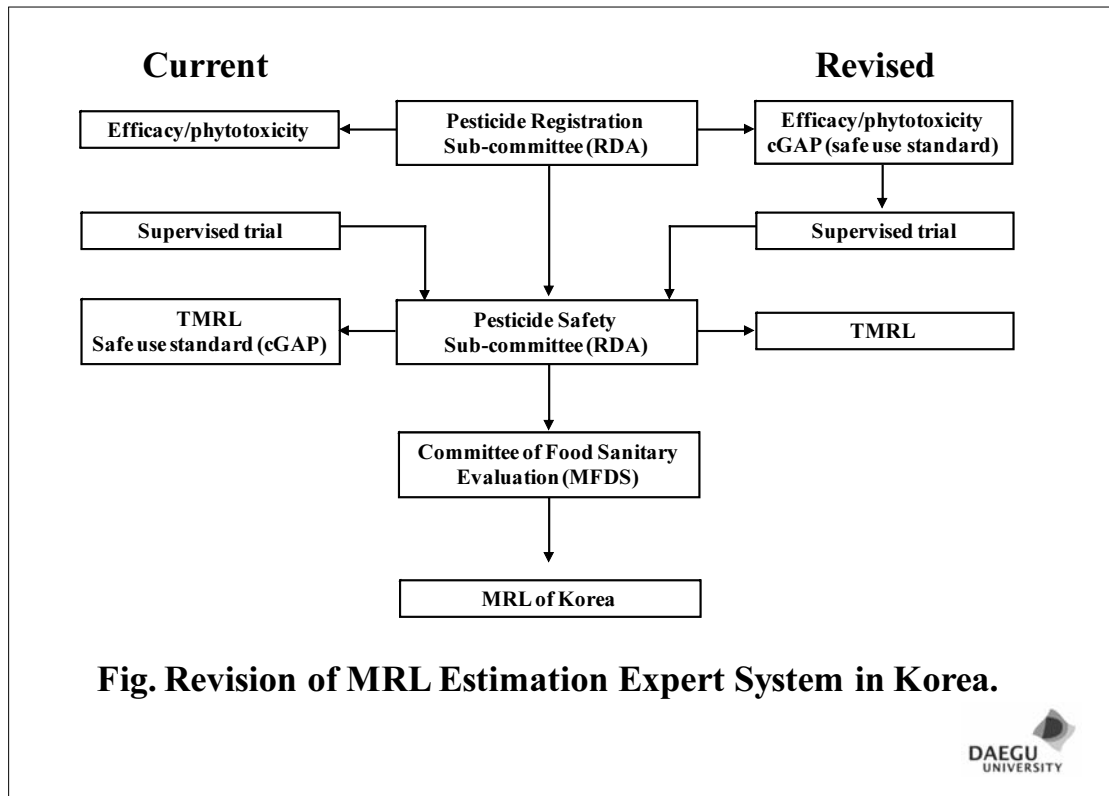 Current
Revised
Efficacy/phytotoxicity
Pesticide Registration
Sub-committee (RDA)
Efficacy/phytotoxicity
cGAP (safe use standard)
Supervised trial
Supervised trial
TMRL
Safe use standard (cGAP)
Pesticide Safety
Sub-committee (RDA)
TMRL
Committee of Food Sanitary
Evaluation (MFDS)
MRL of Korea
Fig. Revision of MRL Estimation Expert System in Korea.
DAEGU
UNIVERSITY